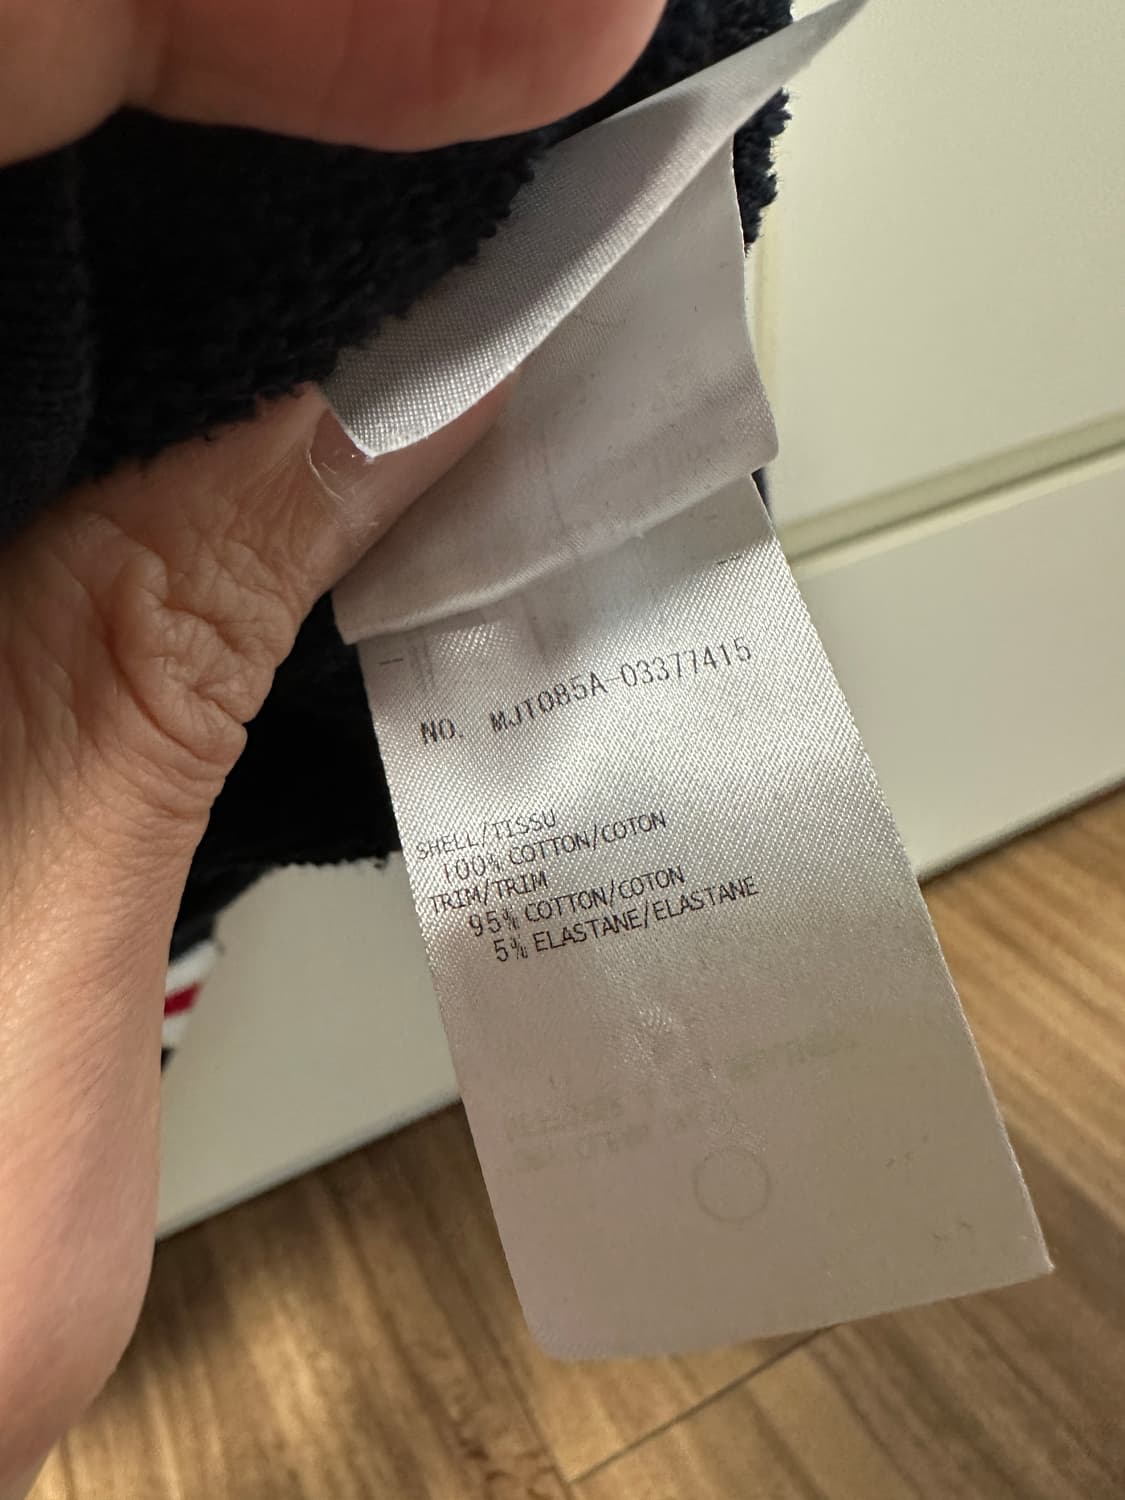 NO. MJT085A-03377415
SHELL/TISSU
100% COTTON/COTON
TRIM/TRIM
95% COTTON/COTON
5% ELASTANE/ELASTANE